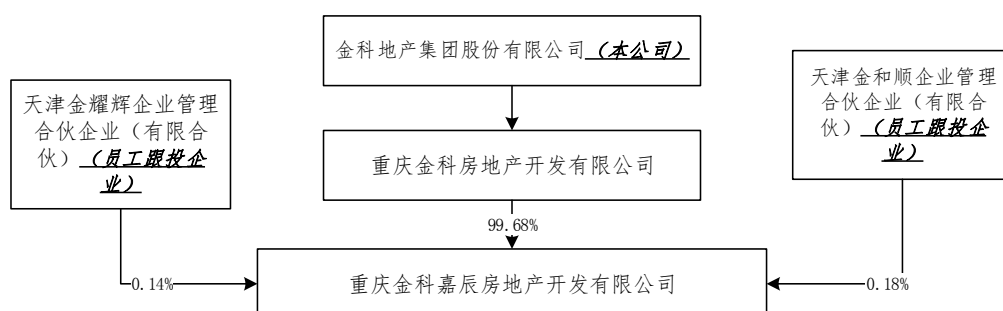 金科地产集团股份有限公司（本公司）
天津金耀辉企业管理
合伙企业（有限合
伙）（员工跟投企
业）
天津金和顺企业管理
合伙企业（有限合
伙）（员工跟投企
业）
重庆金科房地产开发有限公司
99.68%
0.14%
重庆金科嘉辰房地产开发有限公司
0.18%